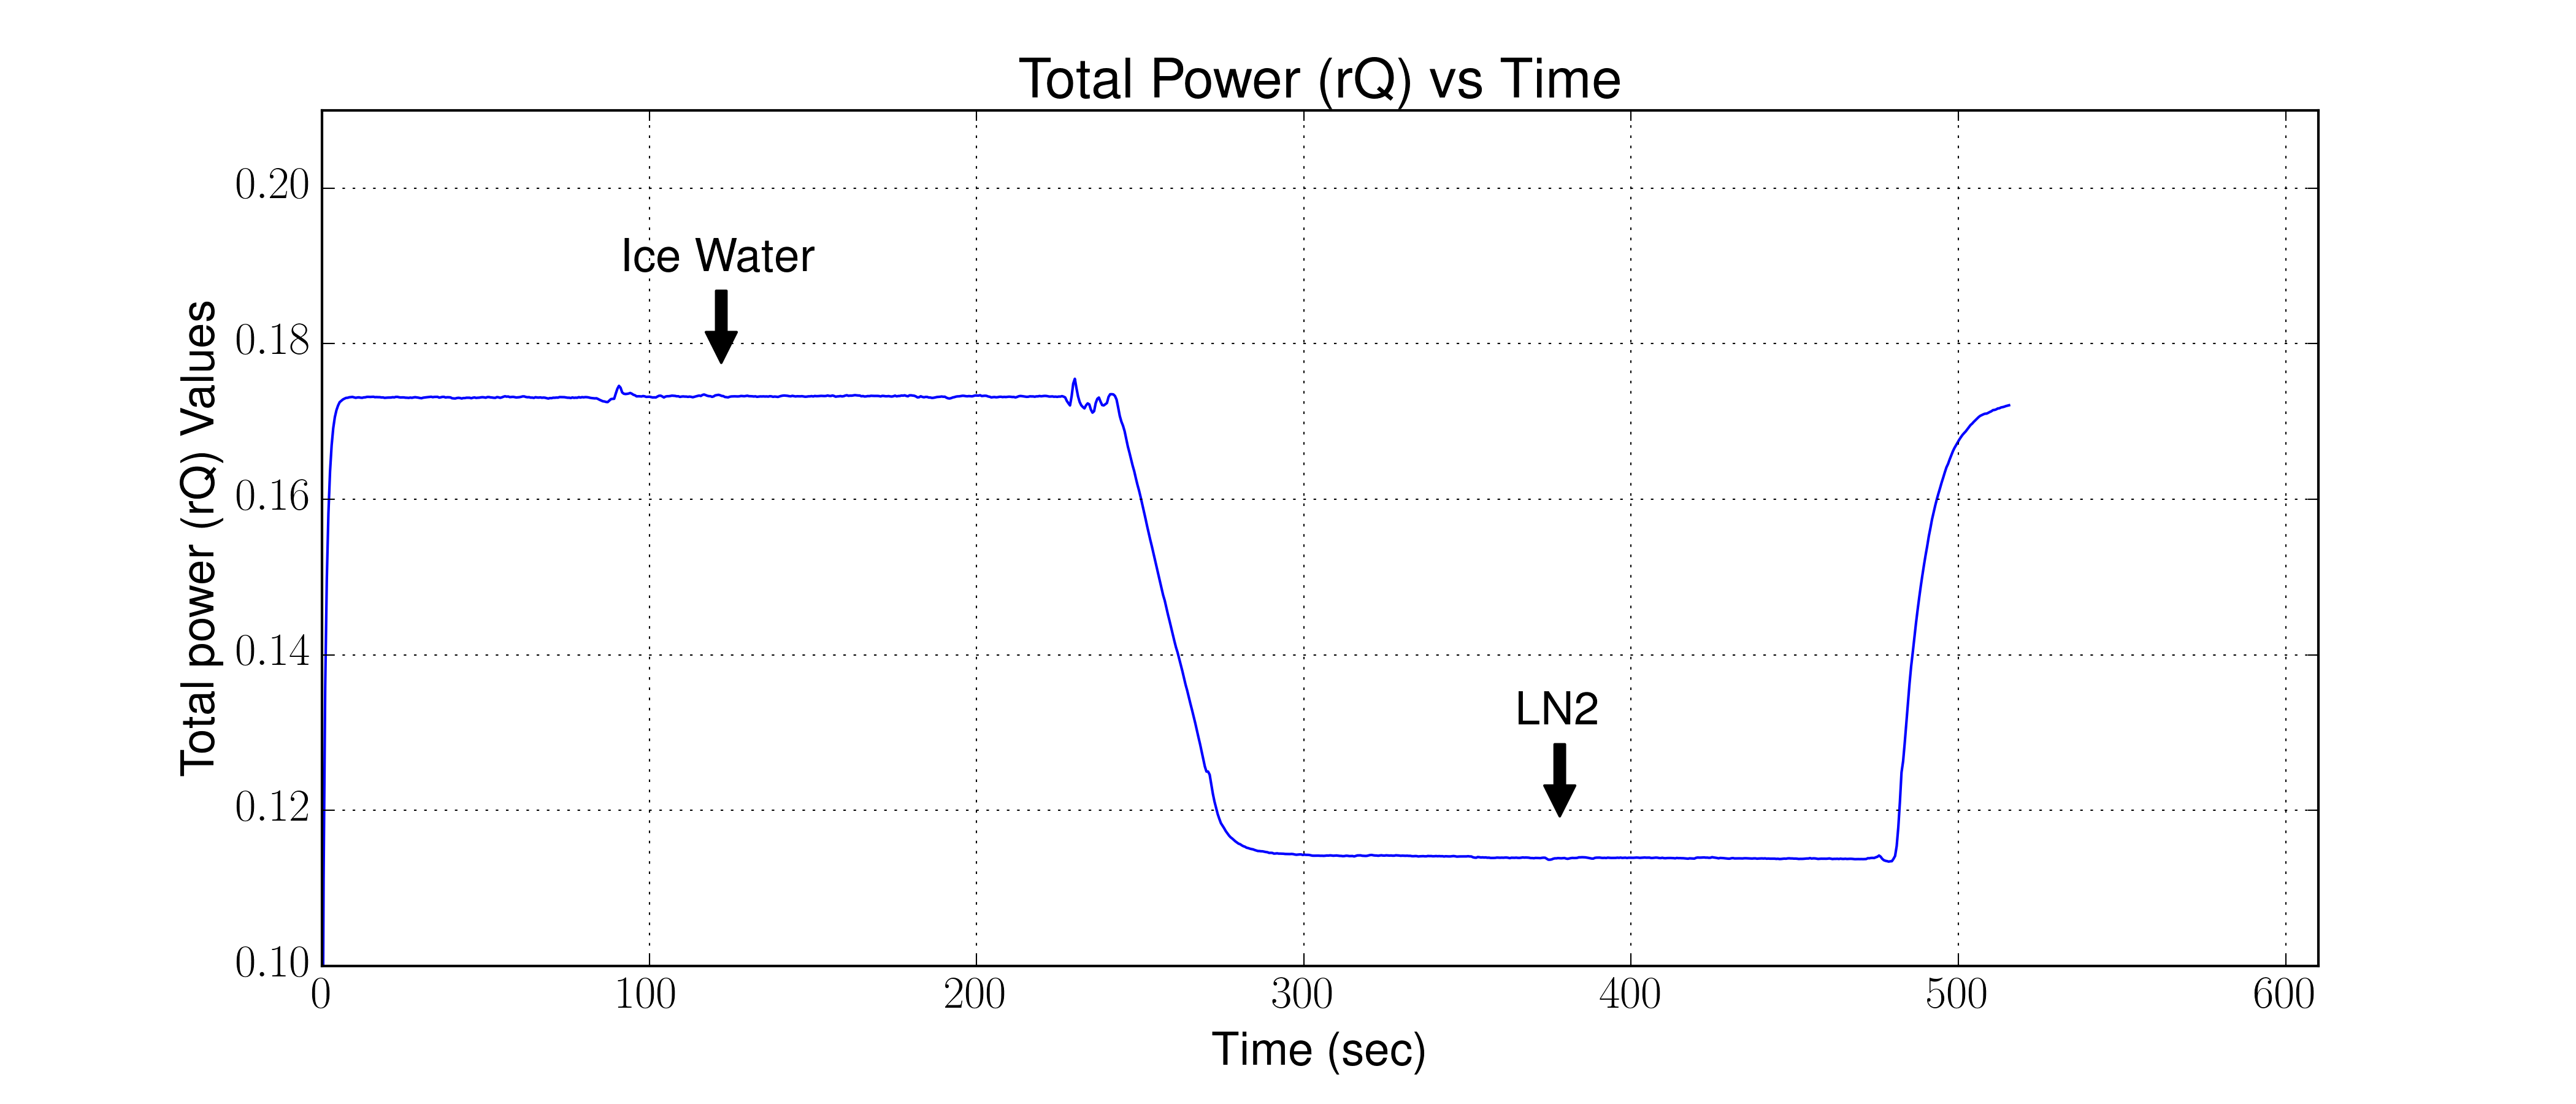 Total Power (rQ) vs Time
Total power (rQ) Values
0.20
0.18
0.16
0.14
0.12
0.10
Ice Water
LN2
0 100 200 300 400 500 600
Time (sec)